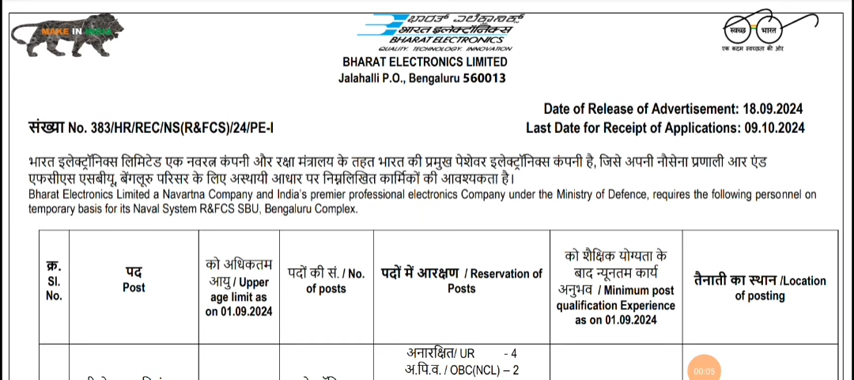 MAKE IN INDIA
ಭಾರತ್ ಎಲೆಕ್ಟ್ರಾನಿಕ್ಸ್
भारत इलेक्ट्रॉनिक्स
BHARAT ELECTRONICS
QUALITY. TECHNOLOGY. INNOVATION
स्वच्छ भारत
एक कदम स्वच्छता की ओर
BHARAT ELECTRONICS LIMITED
Jalahalli P.O., Bengaluru 560013
Date of Release of Advertisement: 18.09.2024
संख्या No. 383/HR/REC/NS(R&FCS)/24/PE-I
Last Date for Receipt of Applications: 09.10.2024
भारत इलेक्ट्रॉनिक्स लिमिटेड एक नवरत्न कंपनी और रक्षा मंत्रालय के तहत भारत की प्रमुख पेशेवर इलेक्ट्रॉनिक्स कंपनी है, जिसे अपनी नौसेना प्रणाली आर एंड
एफसीएस एसबीयू, बेंगलूरु परिसर के लिए अस्थायी आधार पर निम्नलिखित कार्मिकों की आवश्यकता है।
Bharat Electronics Limited a Navartna Company and India's premier professional electronics Company under the Ministry of Defence, requires the following personnel on
temporary basis for its Naval System R&FCS SBU, Bengaluru Complex.
क्र.
Sl.
No.
पद
Post
को अधिकतम
आयु / Upper
age limit as
on 01.09.2024
पदों की सं. / No.
of posts
पदों में आरक्षण / Reservation of
Posts
को शैक्षिक योग्यता के
बाद न्यूनतम कार्य
अनुभव / Minimum post
qualification Experience
as on 01.09.2024
तैनाती का स्थान /Location
of posting
अनारक्षित/ UR - 4
अ.पि.व. / OBC(NCL) – 2
00:05